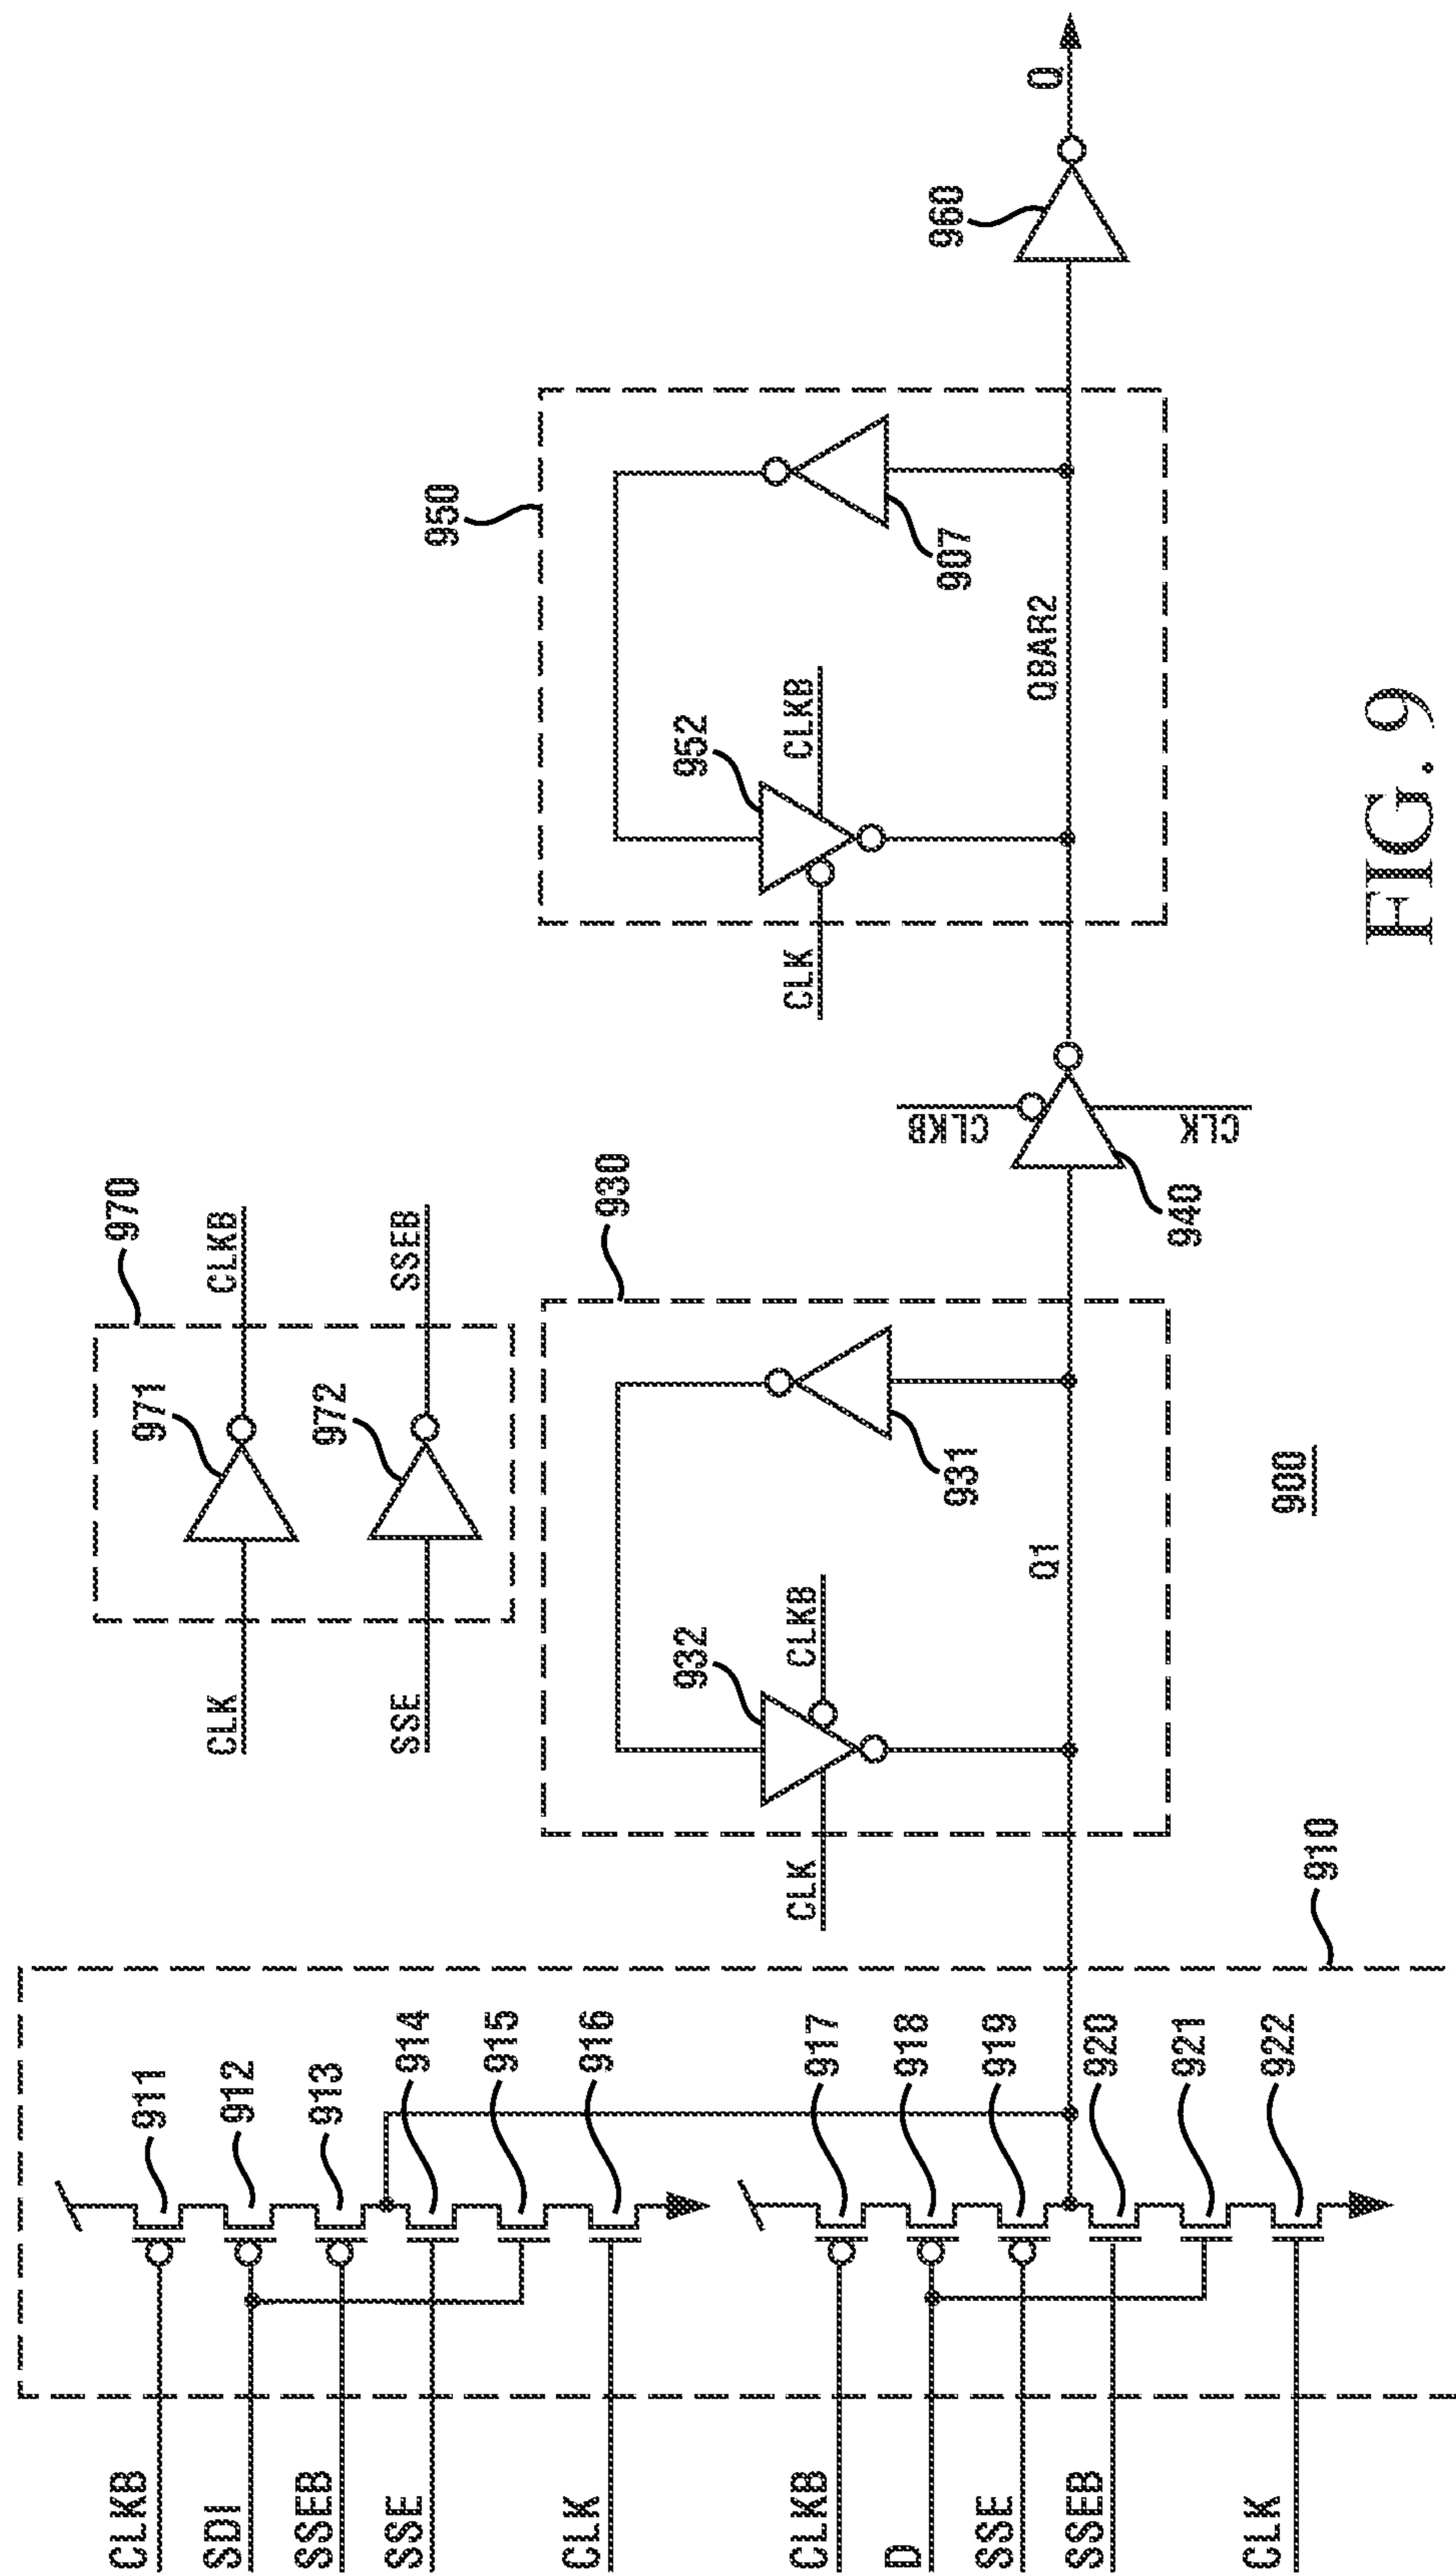 CLKB
SDI
SSEB
SSE
CLK
CLKB
D
SSE
SSEB
CLK
911
912
913
914
915
916
917
918
919
920
921
922
910
CLK
SSE
971
972
CLKB
SSEB
970
CLK
932
CLKB
931
Q1
930
900
CLKB
CLK
940
CLK
952
CLKB
907
QBAR2
950
960
Q
FIG. 9